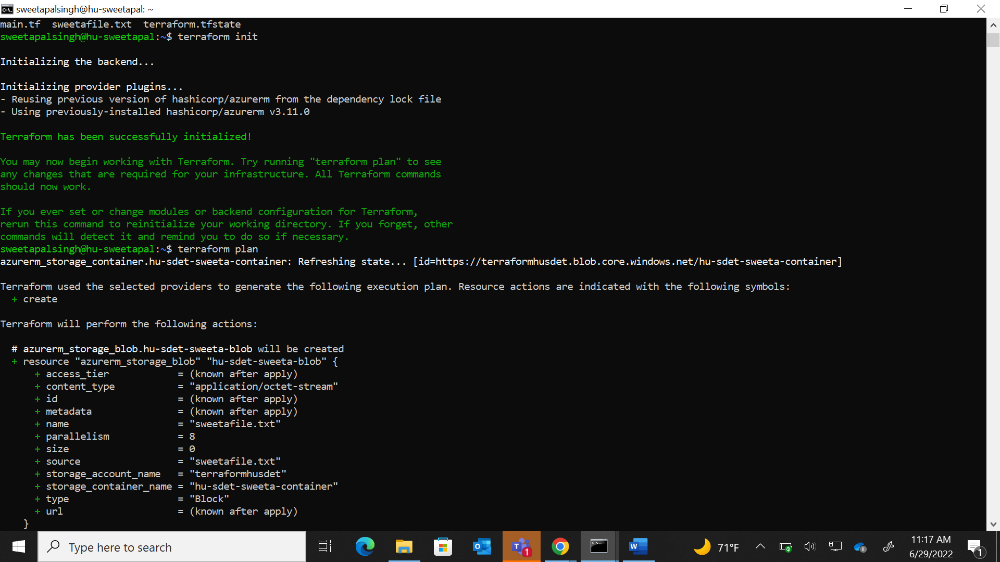 sweetapalsingh@hu-sweetapal: ~
main.tf  sweetafile.txt  terraform.tfstate
sweetapalsingh@hu-sweetapal:~$ terraform init
Initializing the backend...
Initializing provider plugins...
- Reusing previous version of hashicorp/azurerm from the dependency lock file
- Using previously-installed hashicorp/azurerm v3.11.0
Terraform has been successfully initialized!
You may now begin working with Terraform. Try running "terraform plan" to see
any changes that are required for your infrastructure. All Terraform commands
should now work.
If you ever set or change modules or backend configuration for Terraform,
rerun this command to reinitialize your working directory. If you forget, other
commands will detect it and remind you to do so if necessary.
sweetapalsingh@hu-sweetapal:~$ terraform plan
azurerm_storage_container.hu-sdet-sweeta-container: Refreshing state... [id=https://terraformhusdet.blob.core.windows.net/hu-sdet-sweeta-container]
Terraform used the selected providers to generate the following execution plan. Resource actions are indicated with the following symbols:
  + create
Terraform will perform the following actions:
  # azurerm_storage_blob.hu-sdet-sweeta-blob will be created
  + resource "azurerm_storage_blob" "hu-sdet-sweeta-blob" {
      + access_tier            = (known after apply)
      + content_type           = "application/octet-stream"
      + id                     = (known after apply)
      + metadata               = (known after apply)
      + name                   = "sweetafile.txt"
      + parallelism            = 8
      + size                   = 0
      + source                 = "sweetafile.txt"
      + storage_account_name   = "terraformhusdet"
      + storage_container_name = "hu-sdet-sweeta-container"
      + type                   = "Block"
      + url                    = (known after apply)
    }
Type here to search
71°F
11:17 AM
6/29/2022
1
1